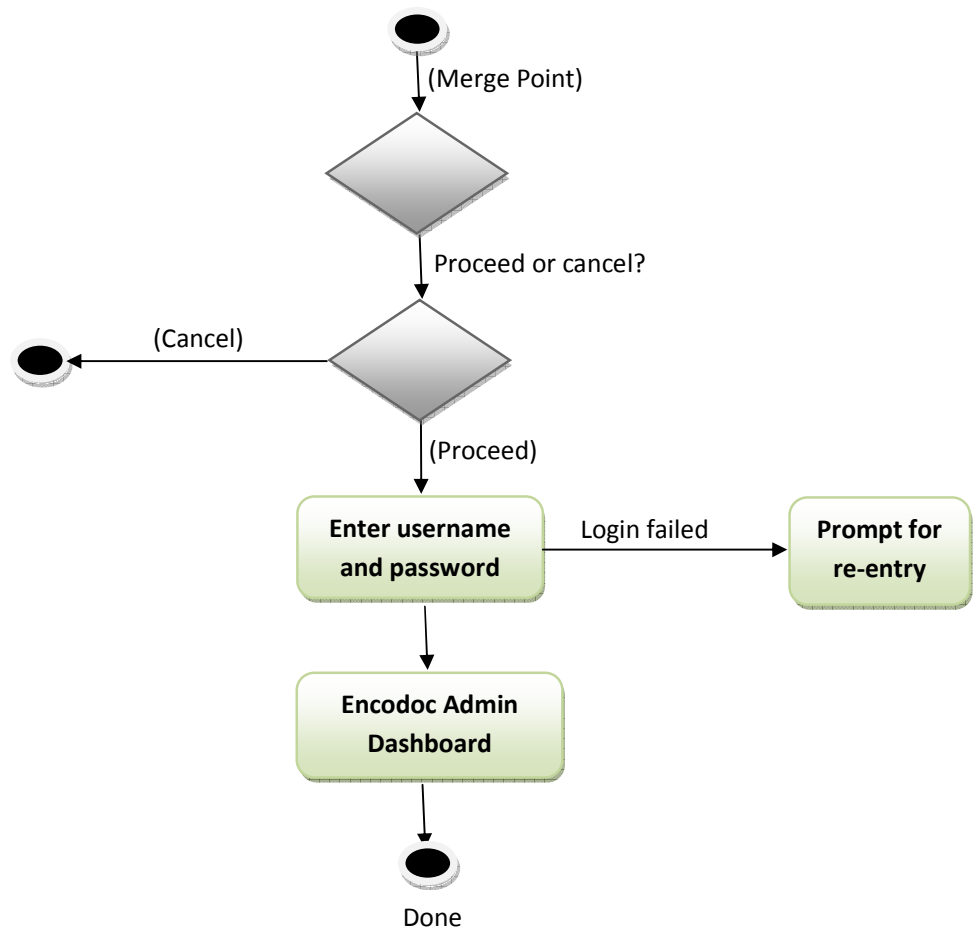 (Merge Point)
Proceed or cancel?
(Cancel)
(Proceed)
Enter username
and password
Login failed
Prompt for
re-entry
Encodoc Admin
Dashboard
Done